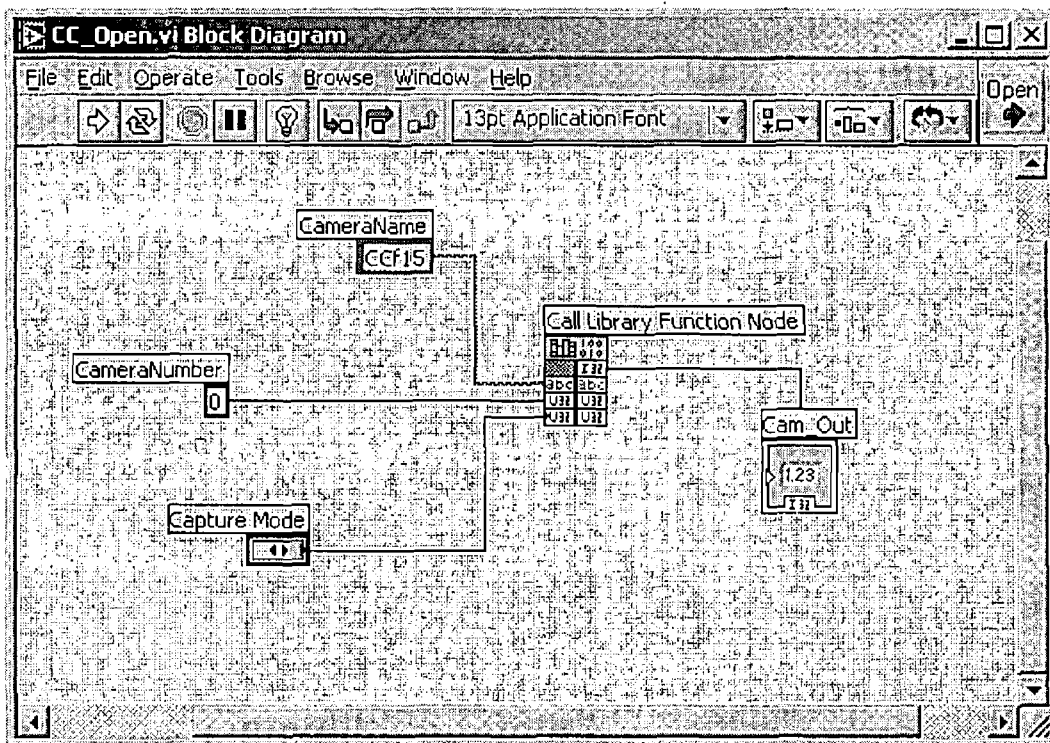 CC_Open.vi Block Diagram
File Edit Operate Tools Browse Window Help
Open
13pt Application Font
CameraName
CCf15
Call Library Function Node
CameraNumber
0
I32
abc abc
U32 U32
U32 U32
Cam_Out
1.23
I32
Capture Mode